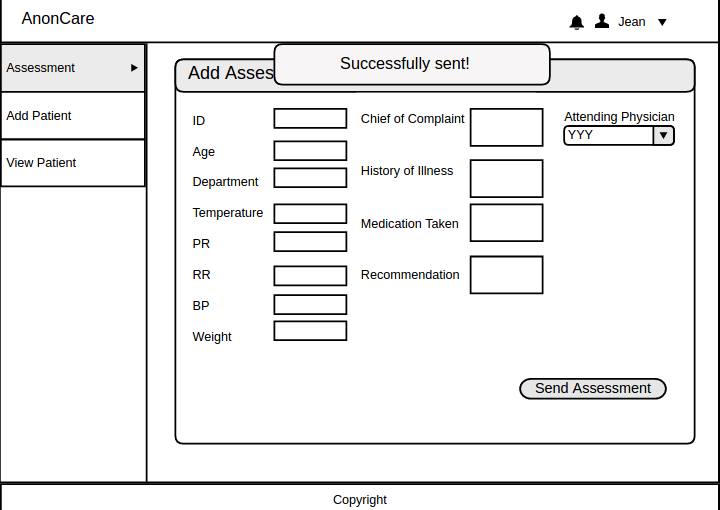 AnonCare
Jean
Assessment
Add Patient
View Patient
Successfully sent!
Add Asses
ID
Age
Department
Temperature
PR
RR
BP
Weight
Chief of Complaint
History of Illness
Medication Taken
Recommendation
Attending Physician
YYY
Send Assessment
Copyright